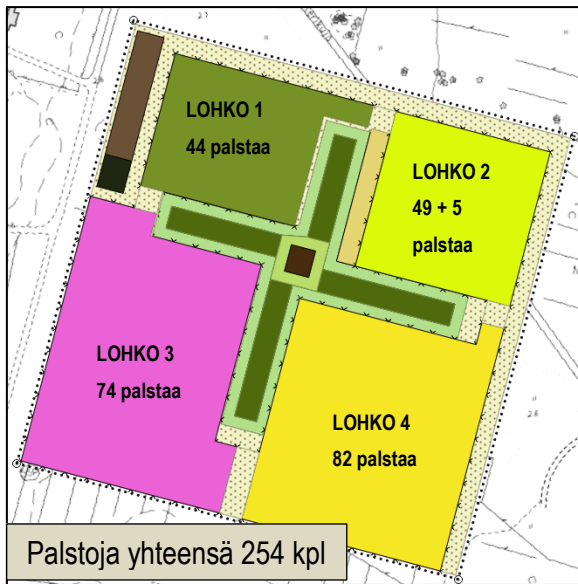 LOHKO 1
44 palstaa
LOHKO 2
49 + 5
palstaa
LOHKO 3
74 palstaa
LOHKO 4
82 palstaa
Palstoja yhteensä 254 kpl